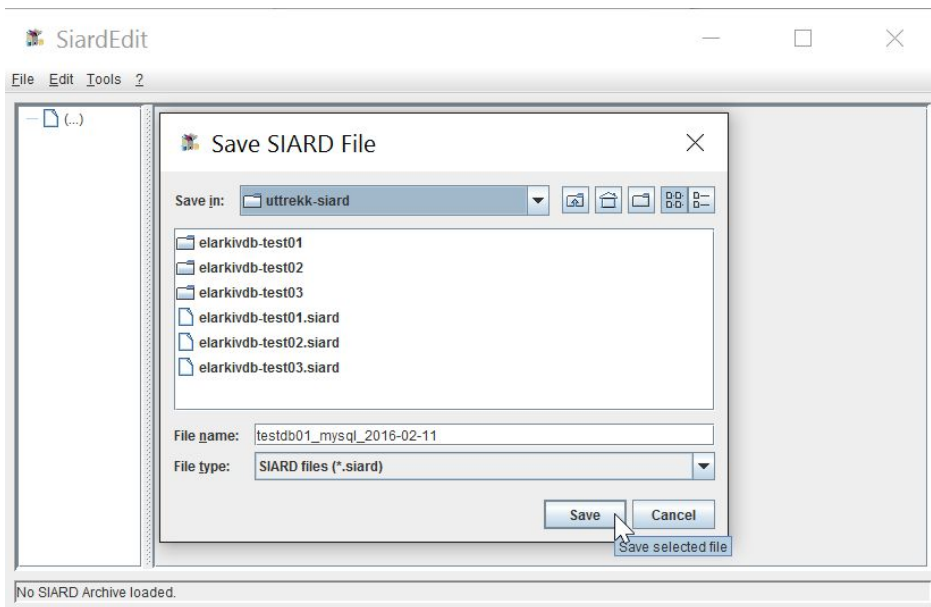 SiardEdit
File Edit Tools ?
(...)
Save SIARD File
Save in: uttrekk-siard
elarkivdb-test01
elarkivdb-test02
elarkivdb-test03
elarkivdb-test01.siard
elarkivdb-test02.siard
elarkivdb-test03.siard
File name: testdb01_mysql_2016-02-11
File type: SIARD files (*.siard)
Save Cancel
Save selected file
No SIARD Archive loaded.